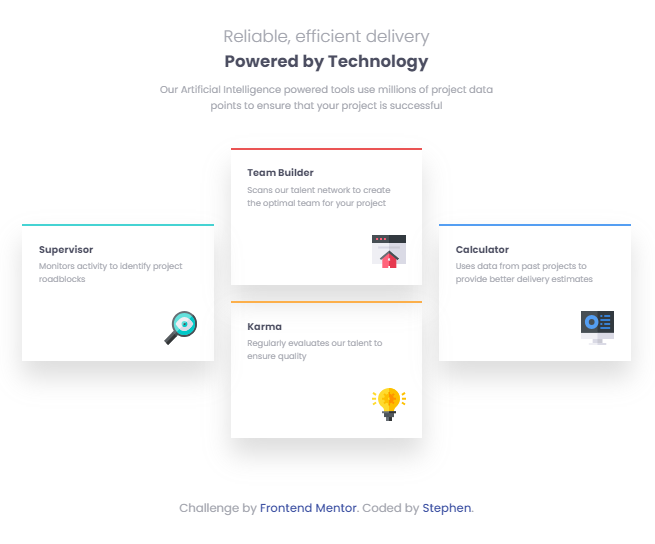 Reliable, efficient delivery
Powered by Technology
Our Artificial Intelligence powered tools use millions of project data
points to ensure that your project is successful
Team Builder
Scans our talent network to create
the optimal team for your project
Supervisor
Monitors activity to identify project
roadblocks
Calculator
Uses data from past projects to
provide better delivery estimates
Karma
Regularly evaluates our talent to
ensure quality
Challenge by Frontend Mentor. Coded by Stephen.